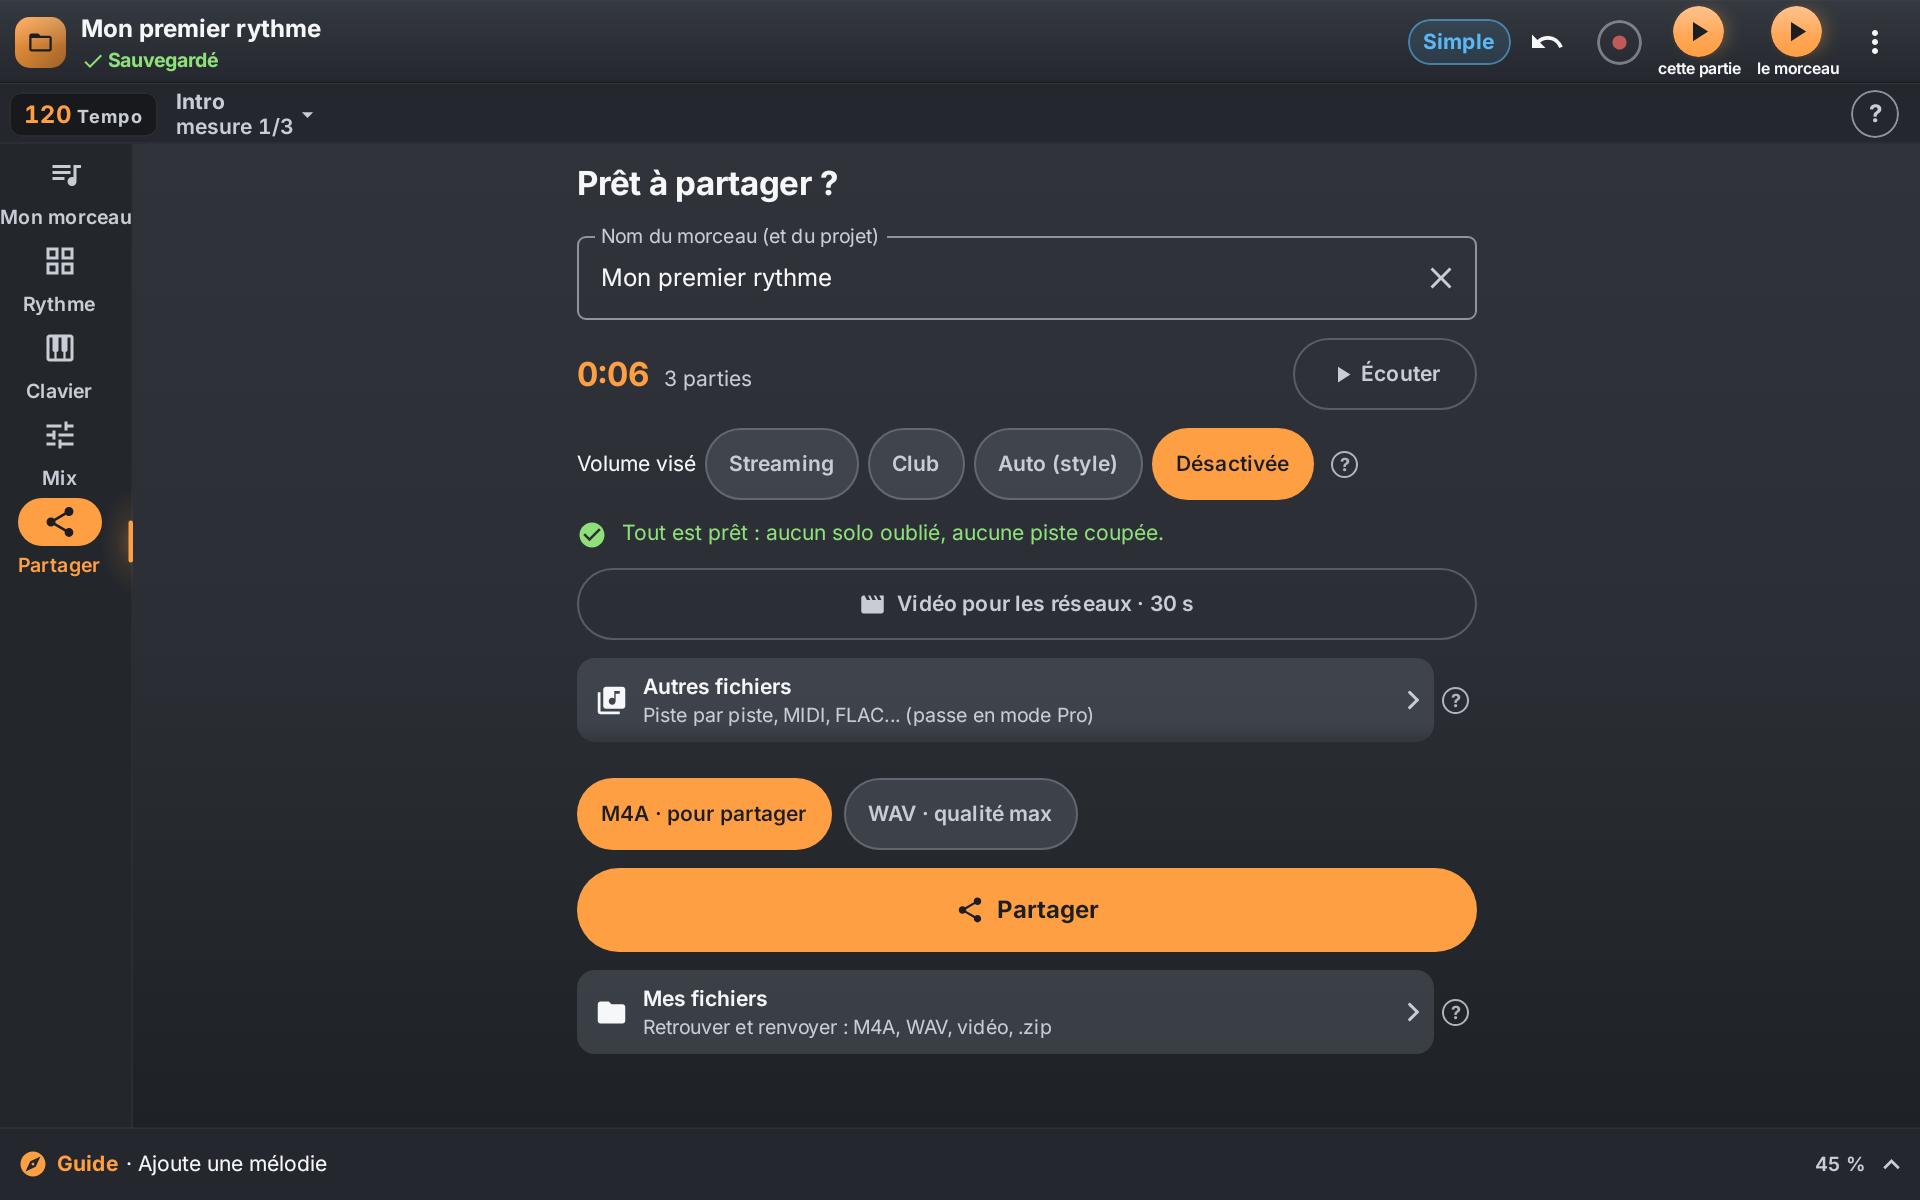 Mon premier rythme
Sauvegardé
Simple
cette partie
le morceau
120 Tempo
Intro
mesure 1/3
?
Mon morceau
Rythme
Clavier
Mix
Partager
Prêt à partager ?
Nom du morceau (et du projet)
Mon premier rythme
0:06 3 parties
Écouter
Volume visé Streaming Club Auto (style) Désactivée ?
Tout est prêt : aucun solo oublié, aucune piste coupée.
Vidéo pour les réseaux · 30 s
Autres fichiers
Piste par piste, MIDI, FLAC... (passe en mode Pro)
?
M4A · pour partager
WAV · qualité max
Partager
Mes fichiers
Retrouver et renvoyer : M4A, WAV, vidéo, .zip
?
Guide · Ajoute une mélodie
45 %